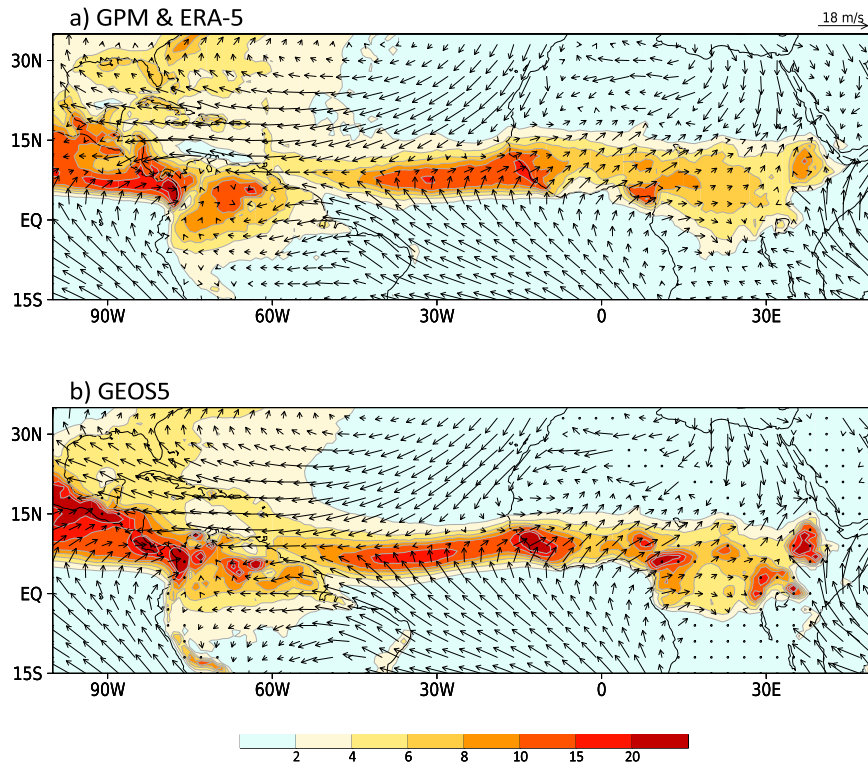 a) GPM & ERA-5
18 m/s
30N
15N
EQ
15S
90W 60W 30W 0 30E
b) GEOS5
30N
15N
EQ
15S
90W 60W 30W 0 30E
2 4 6 8 10 15 20